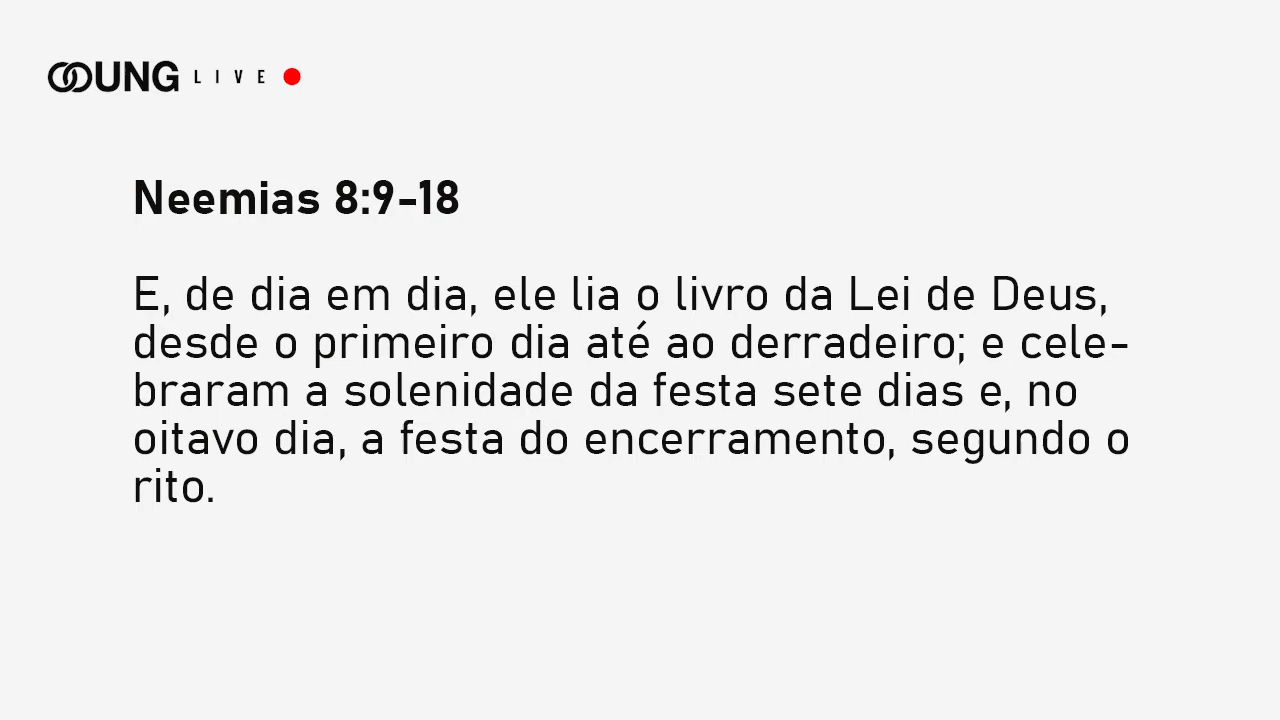 UNG LIVE
Neemias 8:9-18
E, de dia em dia, ele lia o livro da Lei de Deus,
desde o primeiro dia até ao derradeiro; e cele-
braram a solenidade da festa sete dias e, no
oitavo dia, a festa do encerramento, segundo o
rito.